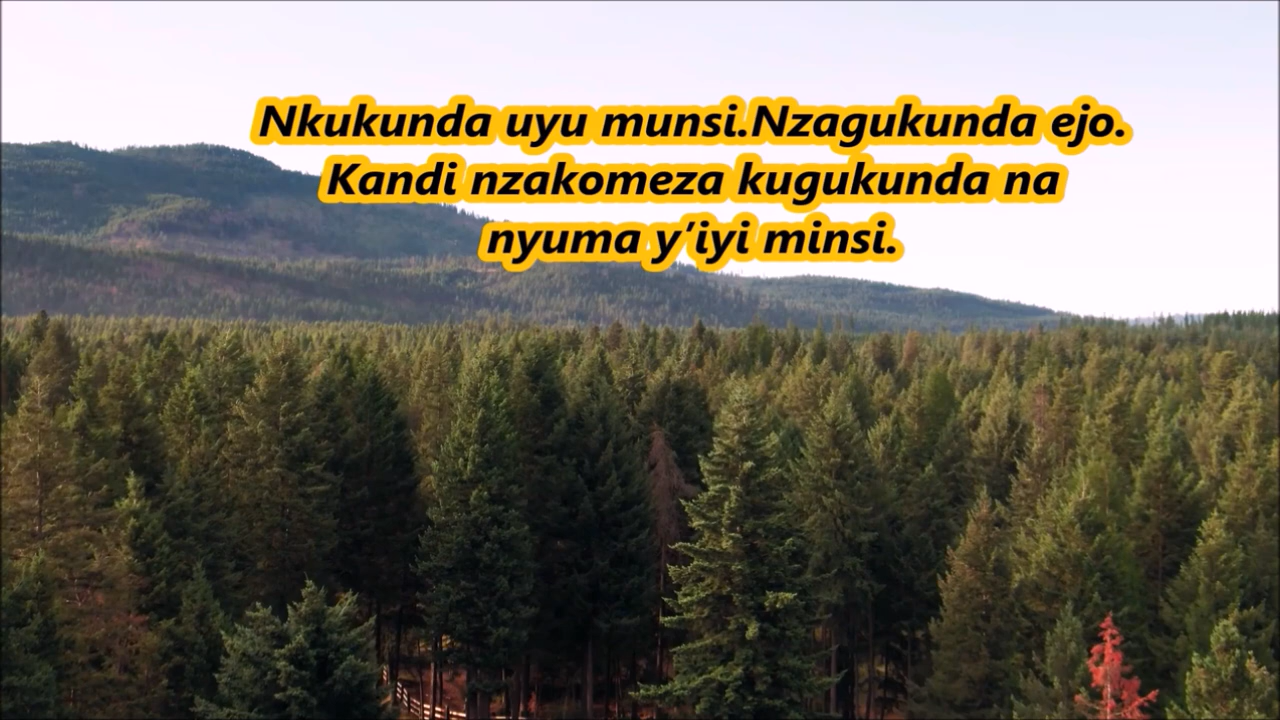 Nkukunda uyu munsi.Nzagukunda ejo.
Kandi nzakomeza kugukunda na
nyuma y’iyi minsi.